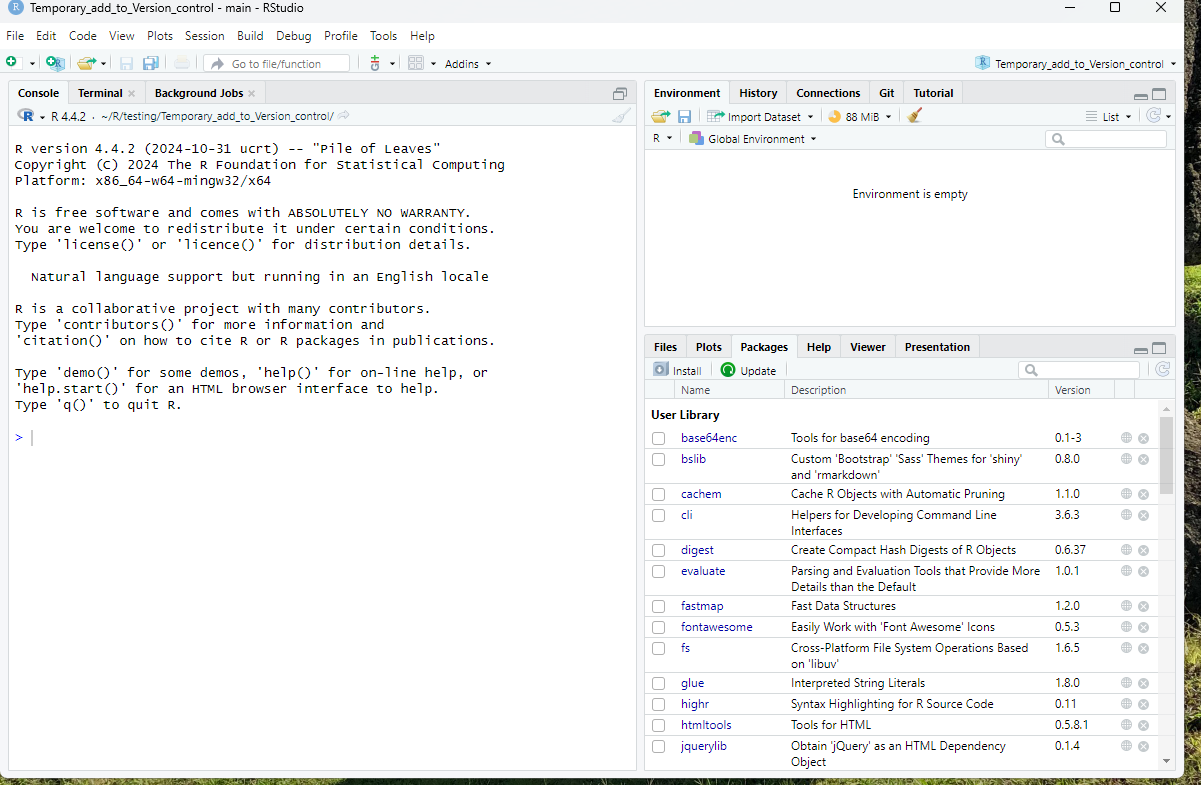 Temporary_add_to_Version_control - main - RStudio
File Edit Code View Plots Session Build Debug Profile Tools Help
Go to file/function Addins Temporary_add_to_Version_control
Console Terminal Background Jobs
R 4.4.2 · ~/R/testing/Temporary_add_to_Version_control/
R version 4.4.2 (2024-10-31 ucrt) -- "Pile of Leaves"
Copyright (C) 2024 The R Foundation for Statistical Computing
Platform: x86_64-w64-mingw32/x64
R is free software and comes with ABSOLUTELY NO WARRANTY.
You are welcome to redistribute it under certain conditions.
Type 'license()' or 'licence()' for distribution details.
Natural language support but running in an English locale
R is a collaborative project with many contributors.
Type 'contributors()' for more information and
'citation()' on how to cite R or R packages in publications.
Type 'demo()' for some demos, 'help()' for on-line help, or
'help.start()' for an HTML browser interface to help.
Type 'q()' to quit R.
>
Environment History Connections Git Tutorial
Import Dataset 88 MiB List
R Global Environment
Environment is empty
Files Plots Packages Help Viewer Presentation
Install Update
Name Description Version
User Library
base64enc Tools for base64 encoding 0.1-3
bslib Custom 'Bootstrap' 'Sass' Themes for 'shiny' 0.8.0
and 'rmarkdown'
cachem Cache R Objects with Automatic Pruning 1.1.0
cli Helpers for Developing Command Line 3.6.3
Interfaces
digest Create Compact Hash Digests of R Objects 0.6.37
evaluate Parsing and Evaluation Tools that Provide More 1.0.1
Details than the Default
fastmap Fast Data Structures 1.2.0
fontawesome Easily Work with 'Font Awesome' Icons 0.5.3
fs Cross-Platform File System Operations Based 1.6.5
on 'libuv'
glue Interpreted String Literals 1.8.0
highr Syntax Highlighting for R Source Code 0.11
htmltools Tools for HTML 0.5.8.1
jquerylib Obtain 'jQuery' as an HTML Dependency 0.1.4
Object